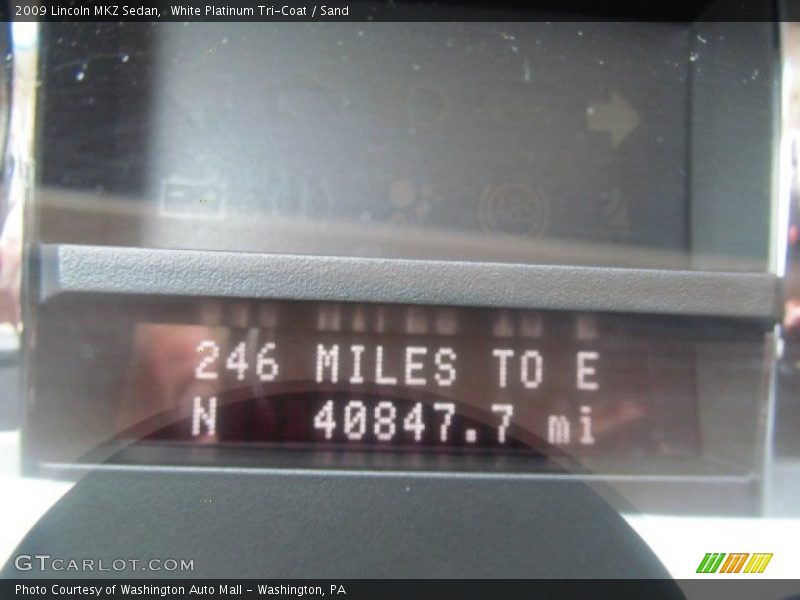 2009 Lincoln MKZ Sedan,  White Platinum Tri-Coat / Sand
246 MILES TO E
N 40847.7 mi
GTCARLOT.COM
Photo Courtesy of Washington Auto Mall - Washington, PA